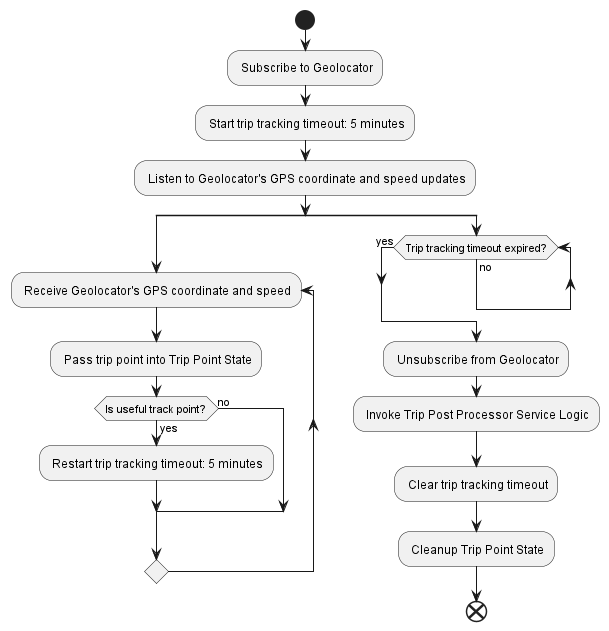 Subscribe to Geolocator
Start trip tracking timeout: 5 minutes
Listen to Geolocator's GPS coordinate and speed updates
Receive Geolocator's GPS coordinate and speed
Pass trip point into Trip Point State
Is useful track point?
no
yes
Restart trip tracking timeout: 5 minutes
yes
Trip tracking timeout expired?
no
Unsubscribe from Geolocator
Invoke Trip Post Processor Service Logic
Clear trip tracking timeout
Cleanup Trip Point State